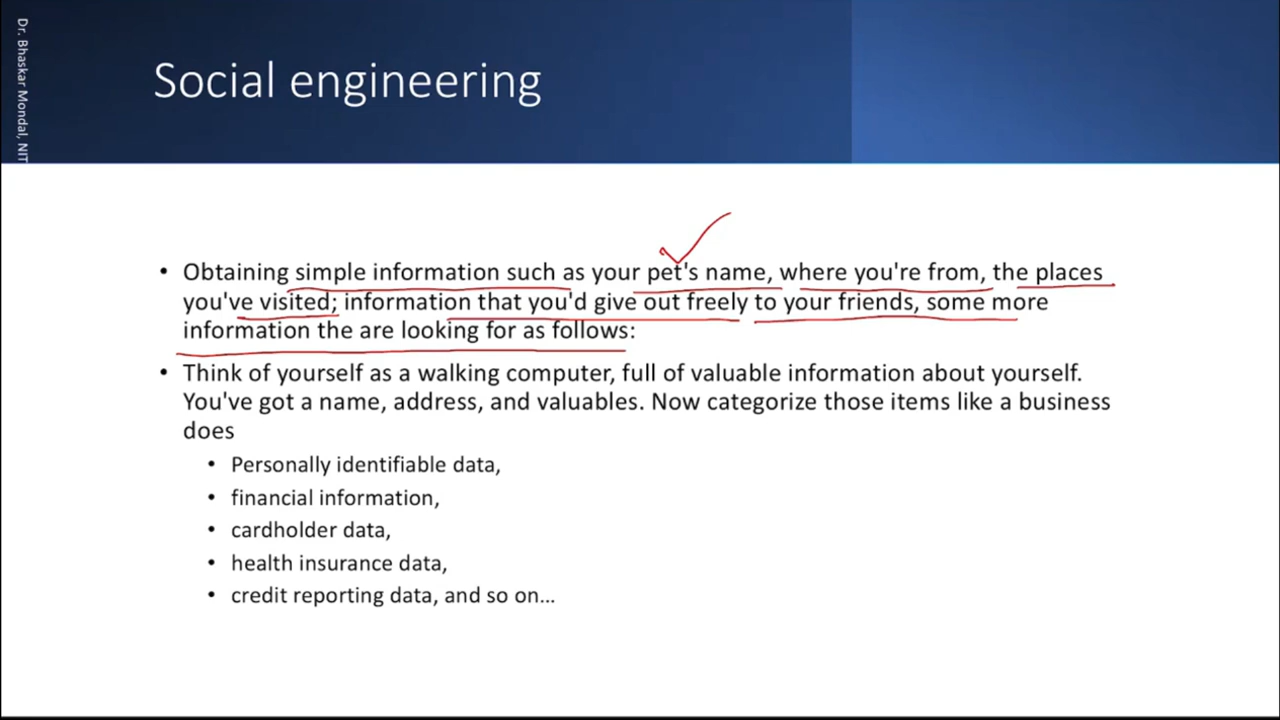 Dr. Bhaskar Mondal, NIT
Social engineering
• Obtaining simple information such as your pet's name, where you're from, the places
you've visited; information that you'd give out freely to your friends, some more
information the are looking for as follows:
• Think of yourself as a walking computer, full of valuable information about yourself.
You've got a name, address, and valuables. Now categorize those items like a business
does
• Personally identifiable data,
• financial information,
• cardholder data,
• health insurance data,
• credit reporting data, and so on…